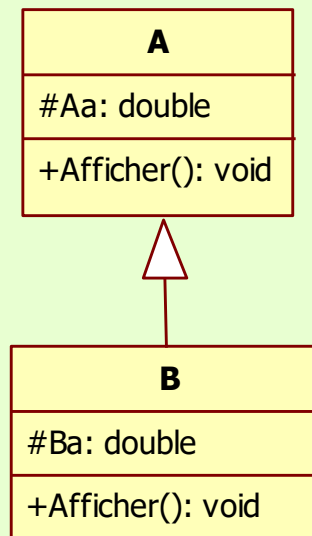 A
#Aa: double
+Afficher(): void
B
#Ba: double
+Afficher(): void